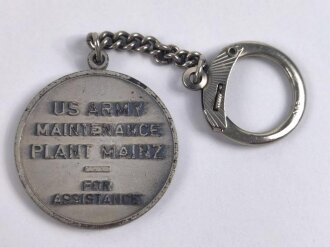 US ARMY
MAINTENANCE
PLANT MAINZ
FOR
ASSISTANCE